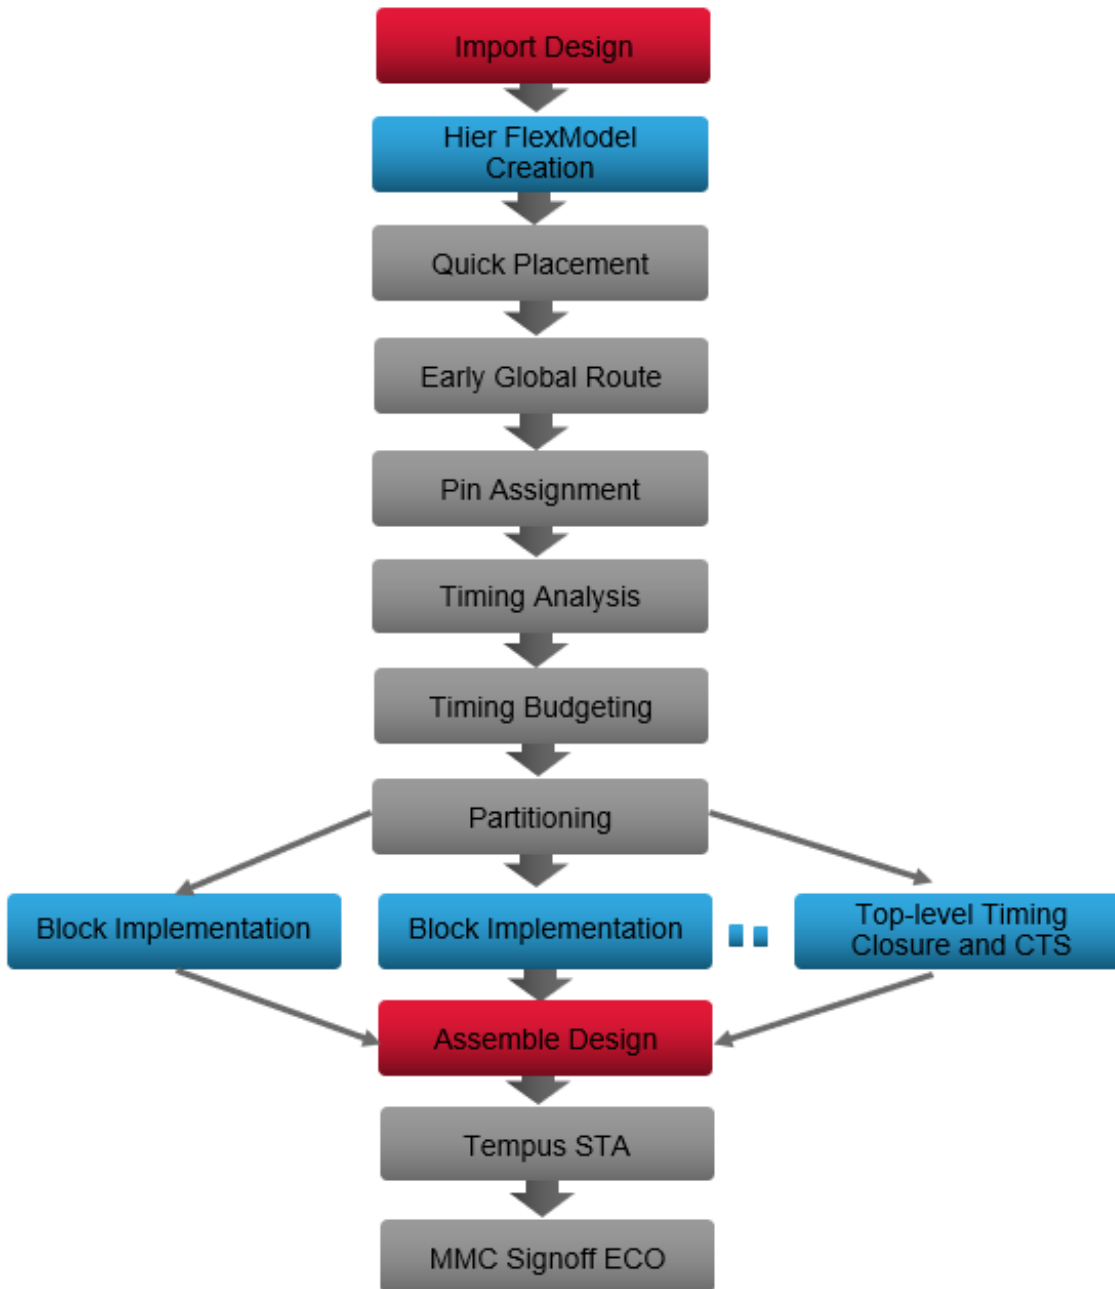 Import Design
Hier FlexModel
Creation
Quick Placement
Early Global Route
Pin Assignment
Timing Analysis
Timing Budgeting
Partitioning
Block Implementation
Block Implementation
Top-level Timing
Closure and CTS
Assemble Design
Tempus STA
MMC Signoff ECO